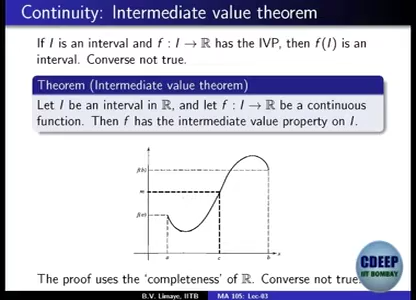 Continuity: Intermediate value theorem
If I is an interval and f : I → ℝ has the IVP, then f(I) is an
interval. Converse not true.
Theorem (Intermediate value theorem)
Let I be an interval in ℝ, and let f : I → ℝ be a continuous
function. Then f has the intermediate value property on I.
f(b)
m
f(a)
a c b x
CDEEP
IIT BOMBAY
The proof uses the 'completeness' of ℝ. Converse not true.
B.V. Limaye, IITB MA 105: Lec-03